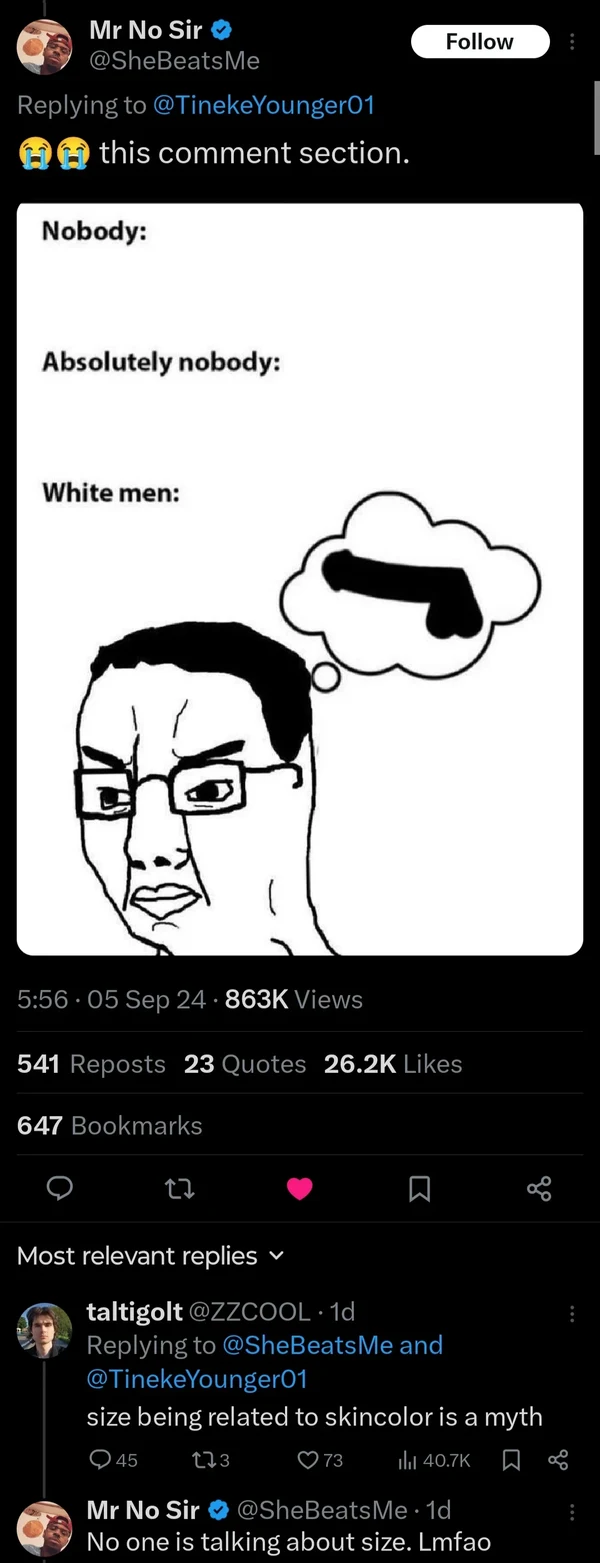 Mr No Sir
Follow
@SheBeatsMe
Replying to @TinekeYounger01
😭😭 this comment section.
Nobody:
Absolutely nobody:
White men:
5:56 · 05 Sep 24 · 863K Views
541 Reposts 23 Quotes 26.2K Likes
647 Bookmarks
Most relevant replies
taltigolt @ZZCOOL · 1d
Replying to @SheBeatsMe and
@TinekeYounger01
size being related to skincolor is a myth
45 3 73 40.7K
Mr No Sir @SheBeatsMe · 1d
No one is talking about size. Lmfao